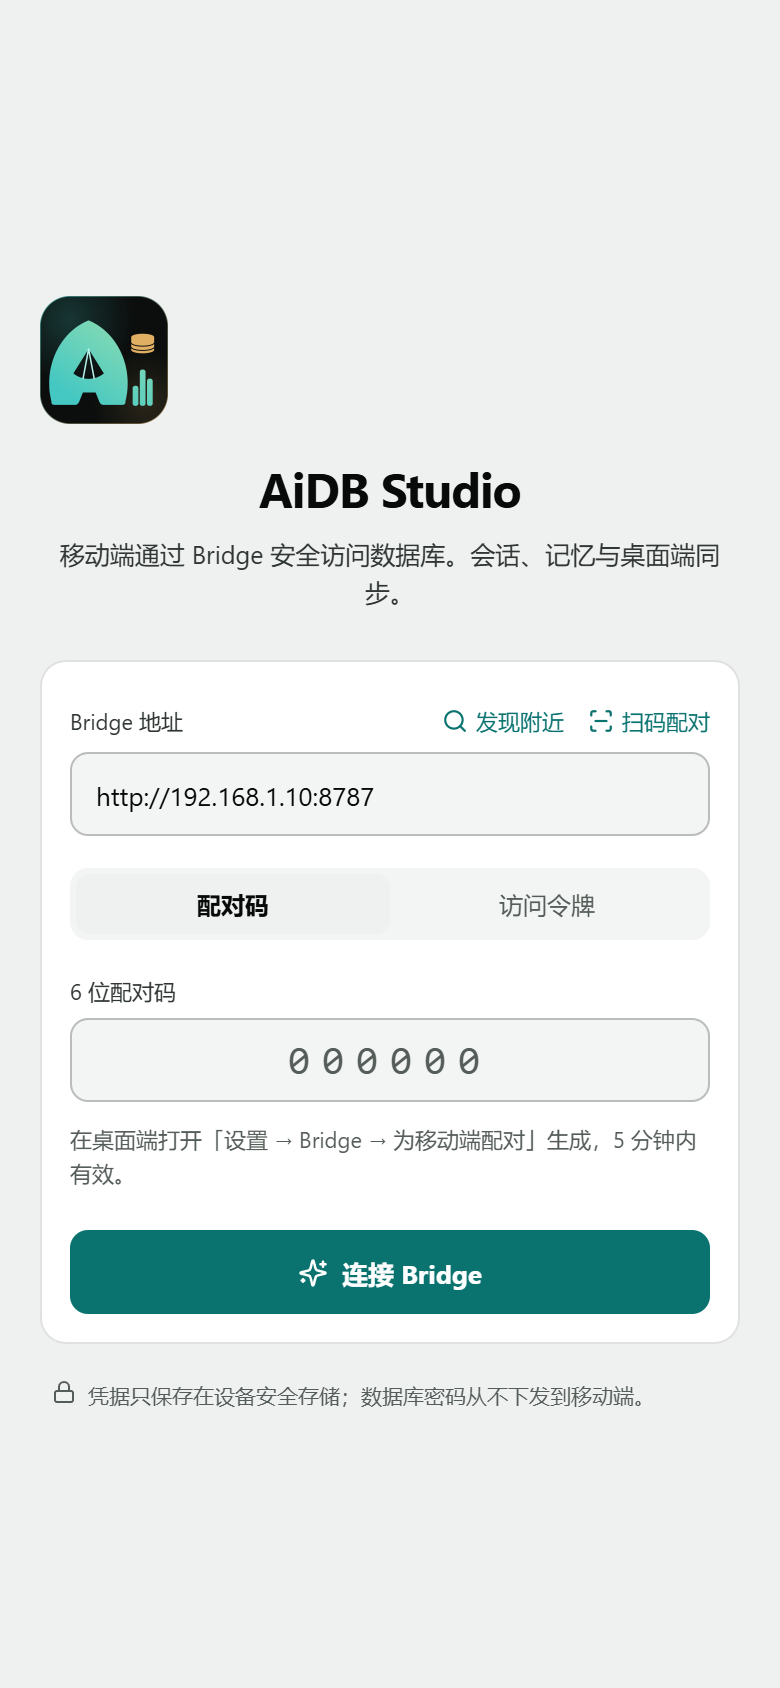 AiDB Studio
移动端通过 Bridge 安全访问数据库。会话、记忆与桌面端同
步。
Bridge 地址
发现附近
扫码配对
http://192.168.1.10:8787
配对码
访问令牌
6 位配对码
000000
在桌面端打开「设置 → Bridge → 为移动端配对」生成，5 分钟内
有效。
连接 Bridge
凭据只保存在设备安全存储；数据库密码从不下发到移动端。